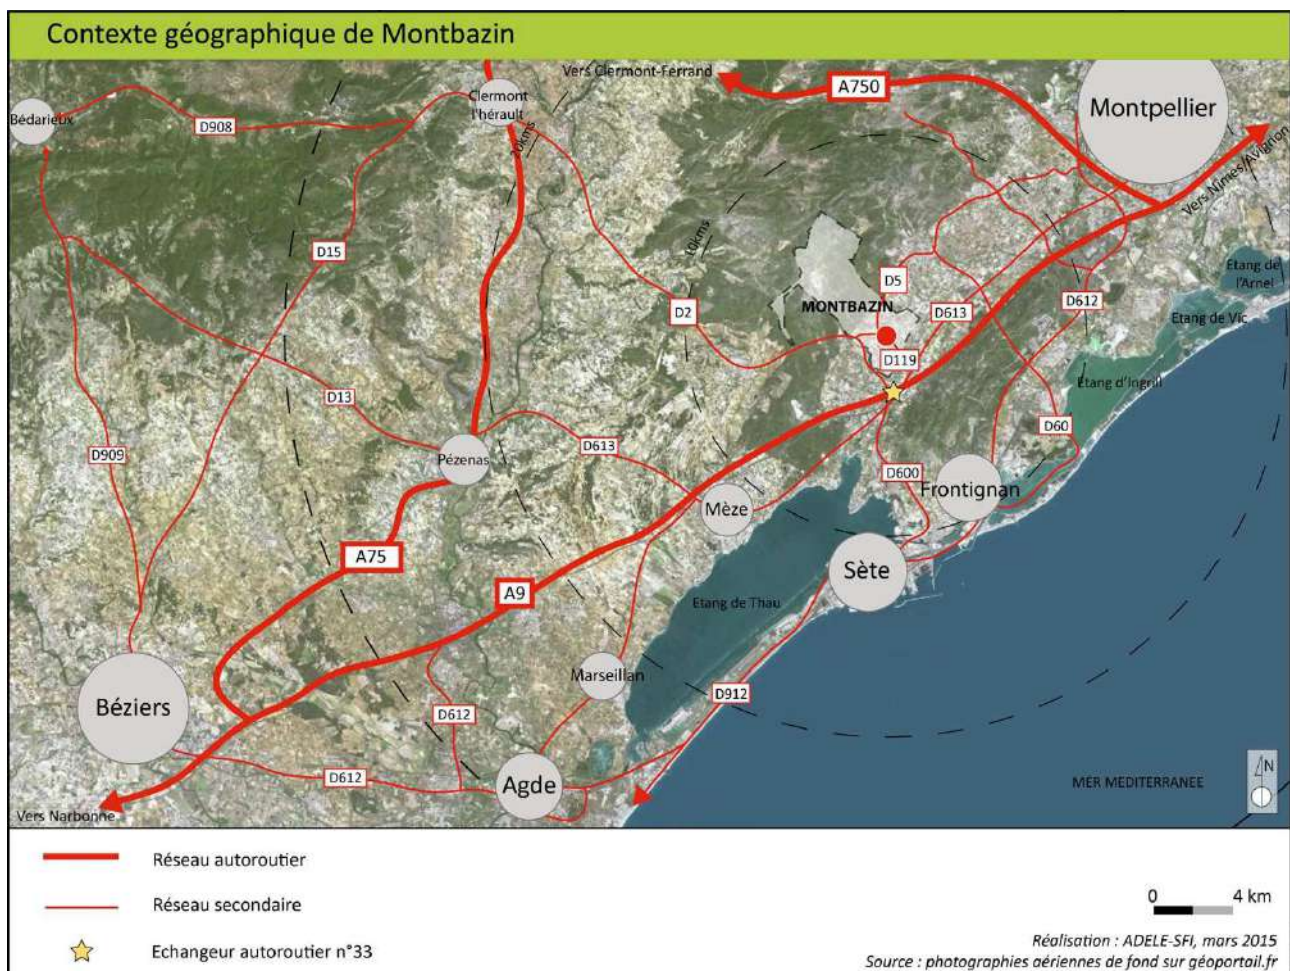 Contexte géographique de Montbazin
Vers Clermont-Ferrand
A750
Montpellier
Clermont
l'hérault
Bédarieux
D908
20kms
Vers Nîmes/Avignon
D15
10kms
Etang de
l'Arnel
D5
D2
MONTBAZIN
D613
D612
Etang de Vic
D119
Etang d'Ingril
D13
D60
D909
Pézenas
D613
D600
Frontignan
Mèze
A75
A9
Sète
Etang de Thau
Marseillan
D912
Béziers
D612
D612
Agde
N
MER MEDITERRANEE
Vers Narbonne
Réseau autoroutier
Réseau secondaire
0 4 km
Echangeur autoroutier n°33
Réalisation : ADELE-SFI, mars 2015
Source : photographies aériennes de fond sur géoportail.fr